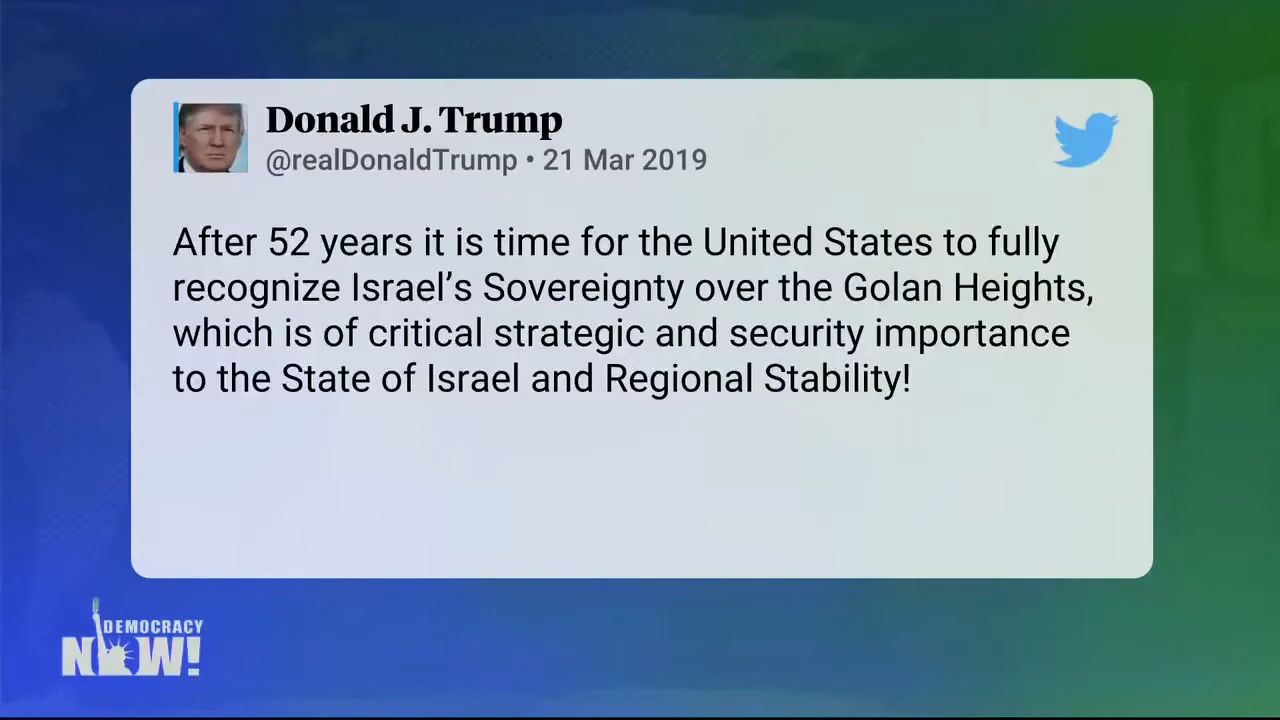 Donald J. Trump
@realDonaldTrump • 21 Mar 2019
After 52 years it is time for the United States to fully
recognize Israel’s Sovereignty over the Golan Heights,
which is of critical strategic and security importance
to the State of Israel and Regional Stability!
DEMOCRACY
NOW!